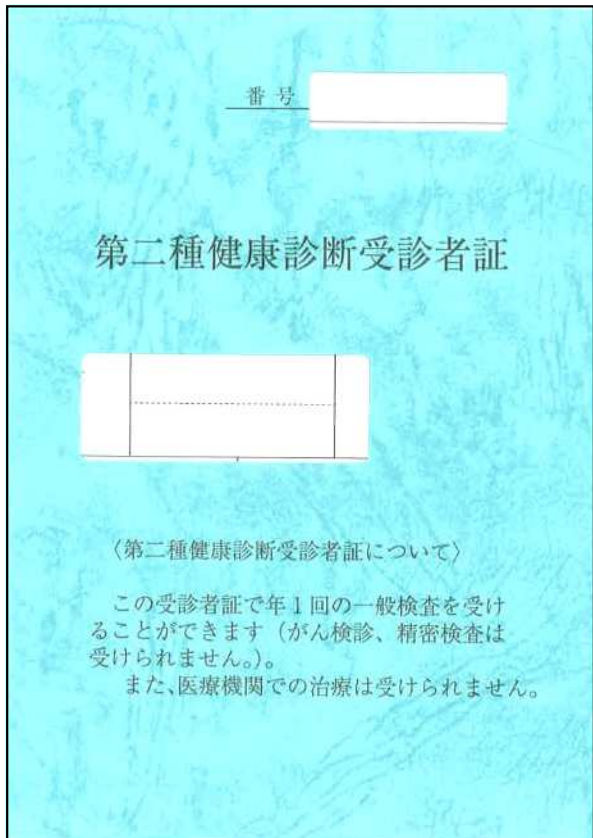 番号
第二種健康診断受診者証
〈第二種健康診断受診者証について〉
この受診者証で年1回の一般検査を受け
ることができます（がん検診、精密検査は
受けられません。）。
また、医療機関での治療は受けられません。